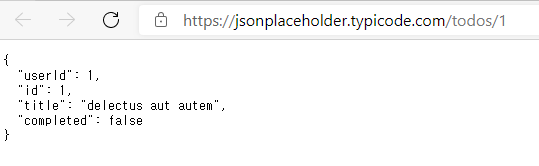 https://jsonplaceholder.typicode.com/todos/1
{
  "userId": 1,
  "id": 1,
  "title": "delectus aut autem",
  "completed": false
}